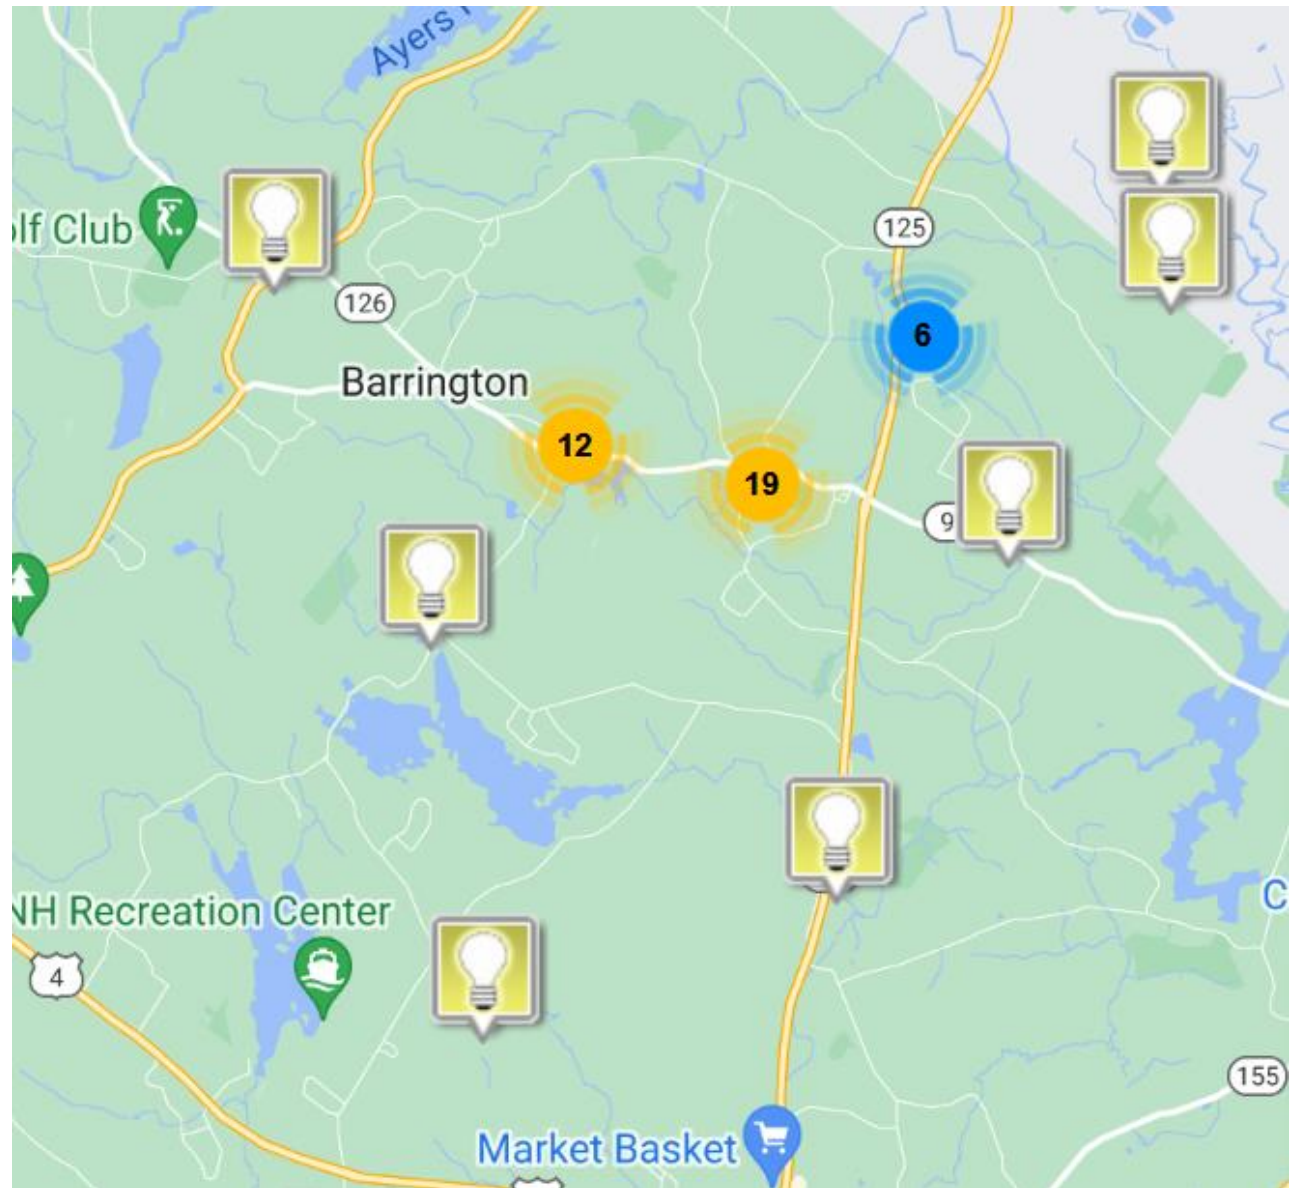 Ayers
125
lf Club
126
6
Barrington
12
19
9
NH Recreation Center
4
C
155
Market Basket